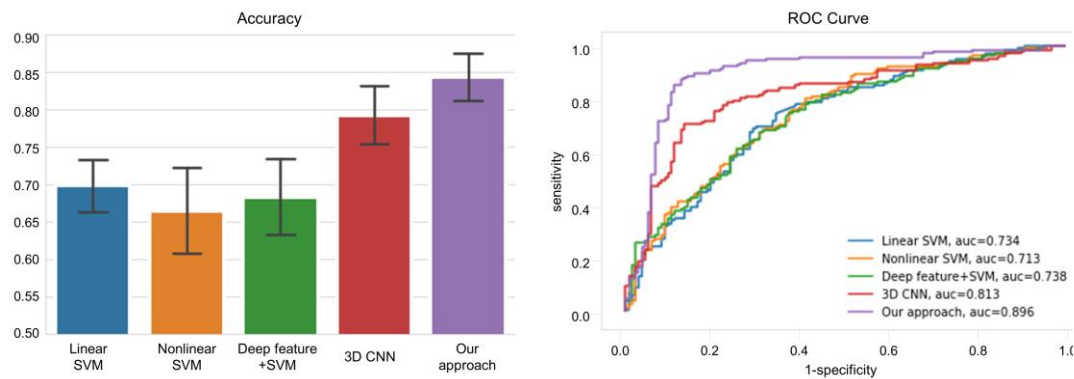 Accuracy
0.90
0.85
0.80
0.75
0.70
0.65
0.60
0.55
0.50
Linear
SVM
Nonlinear
SVM
Deep feature
+SVM
3D CNN
Our
approach
ROC Curve
sensitivity
1.0
0.8
0.6
0.4
0.2
0.0
Linear SVM, auc=0.734
Nonlinear SVM, auc=0.713
Deep feature+SVM, auc=0.738
3D CNN, auc=0.813
Our approach, auc=0.896
0.0
0.2
0.4
0.6
0.8
1.0
1-specificity